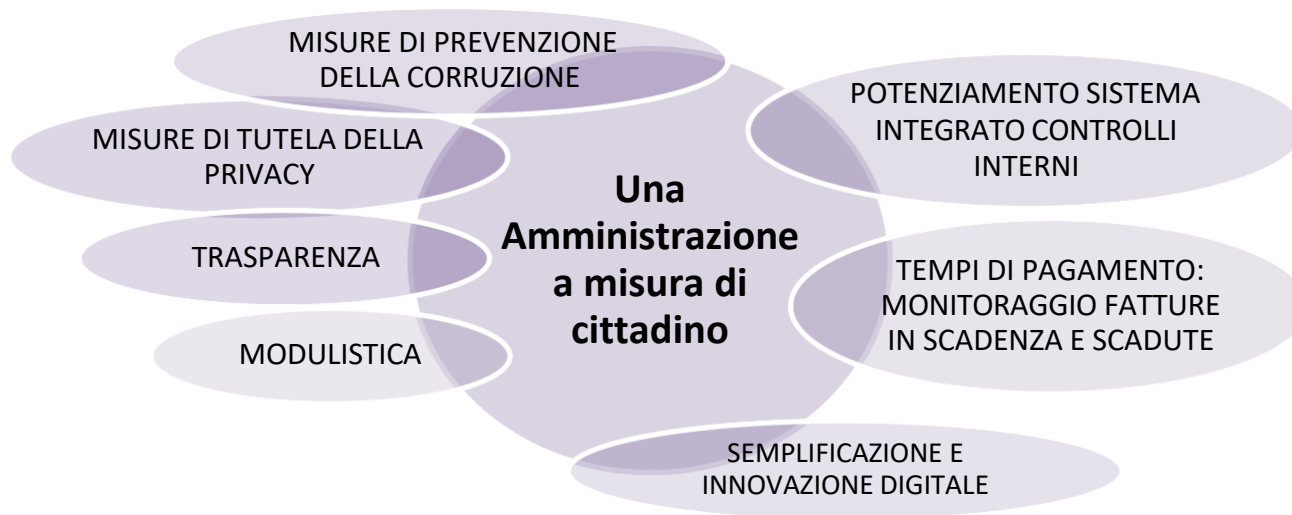 MISURE DI PREVENZIONE
DELLA CORRUZIONE
MISURE DI TUTELA DELLA
PRIVACY
TRASPARENZA
MODULISTICA
Una
Amministrazione
a misura di
cittadino
POTENZIAMENTO SISTEMA
INTEGRATO CONTROLLI
INTERNI
TEMPI DI PAGAMENTO:
MONITORAGGIO FATTURE
IN SCADENZA E SCADUTE
SEMPLIFICAZIONE E
INNOVAZIONE DIGITALE